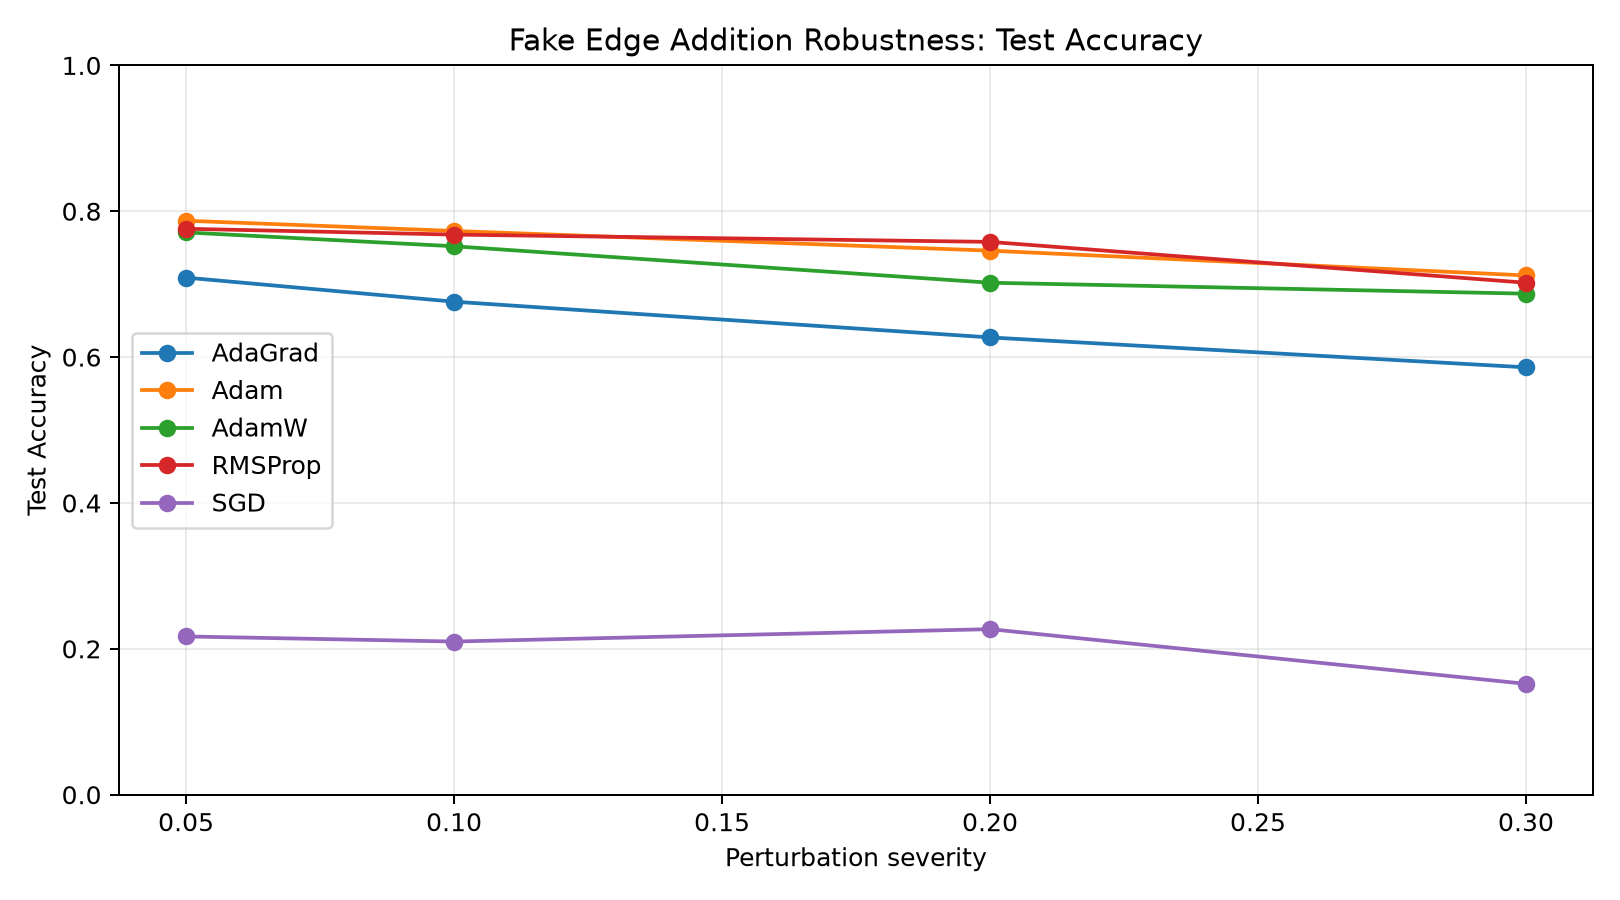 Fake Edge Addition Robustness: Test Accuracy
1.0
0.8
0.6
0.4
0.2
0.0
Test Accuracy
AdaGrad
Adam
AdamW
RMSProp
SGD
0.05 0.10 0.15 0.20 0.25 0.30
Perturbation severity